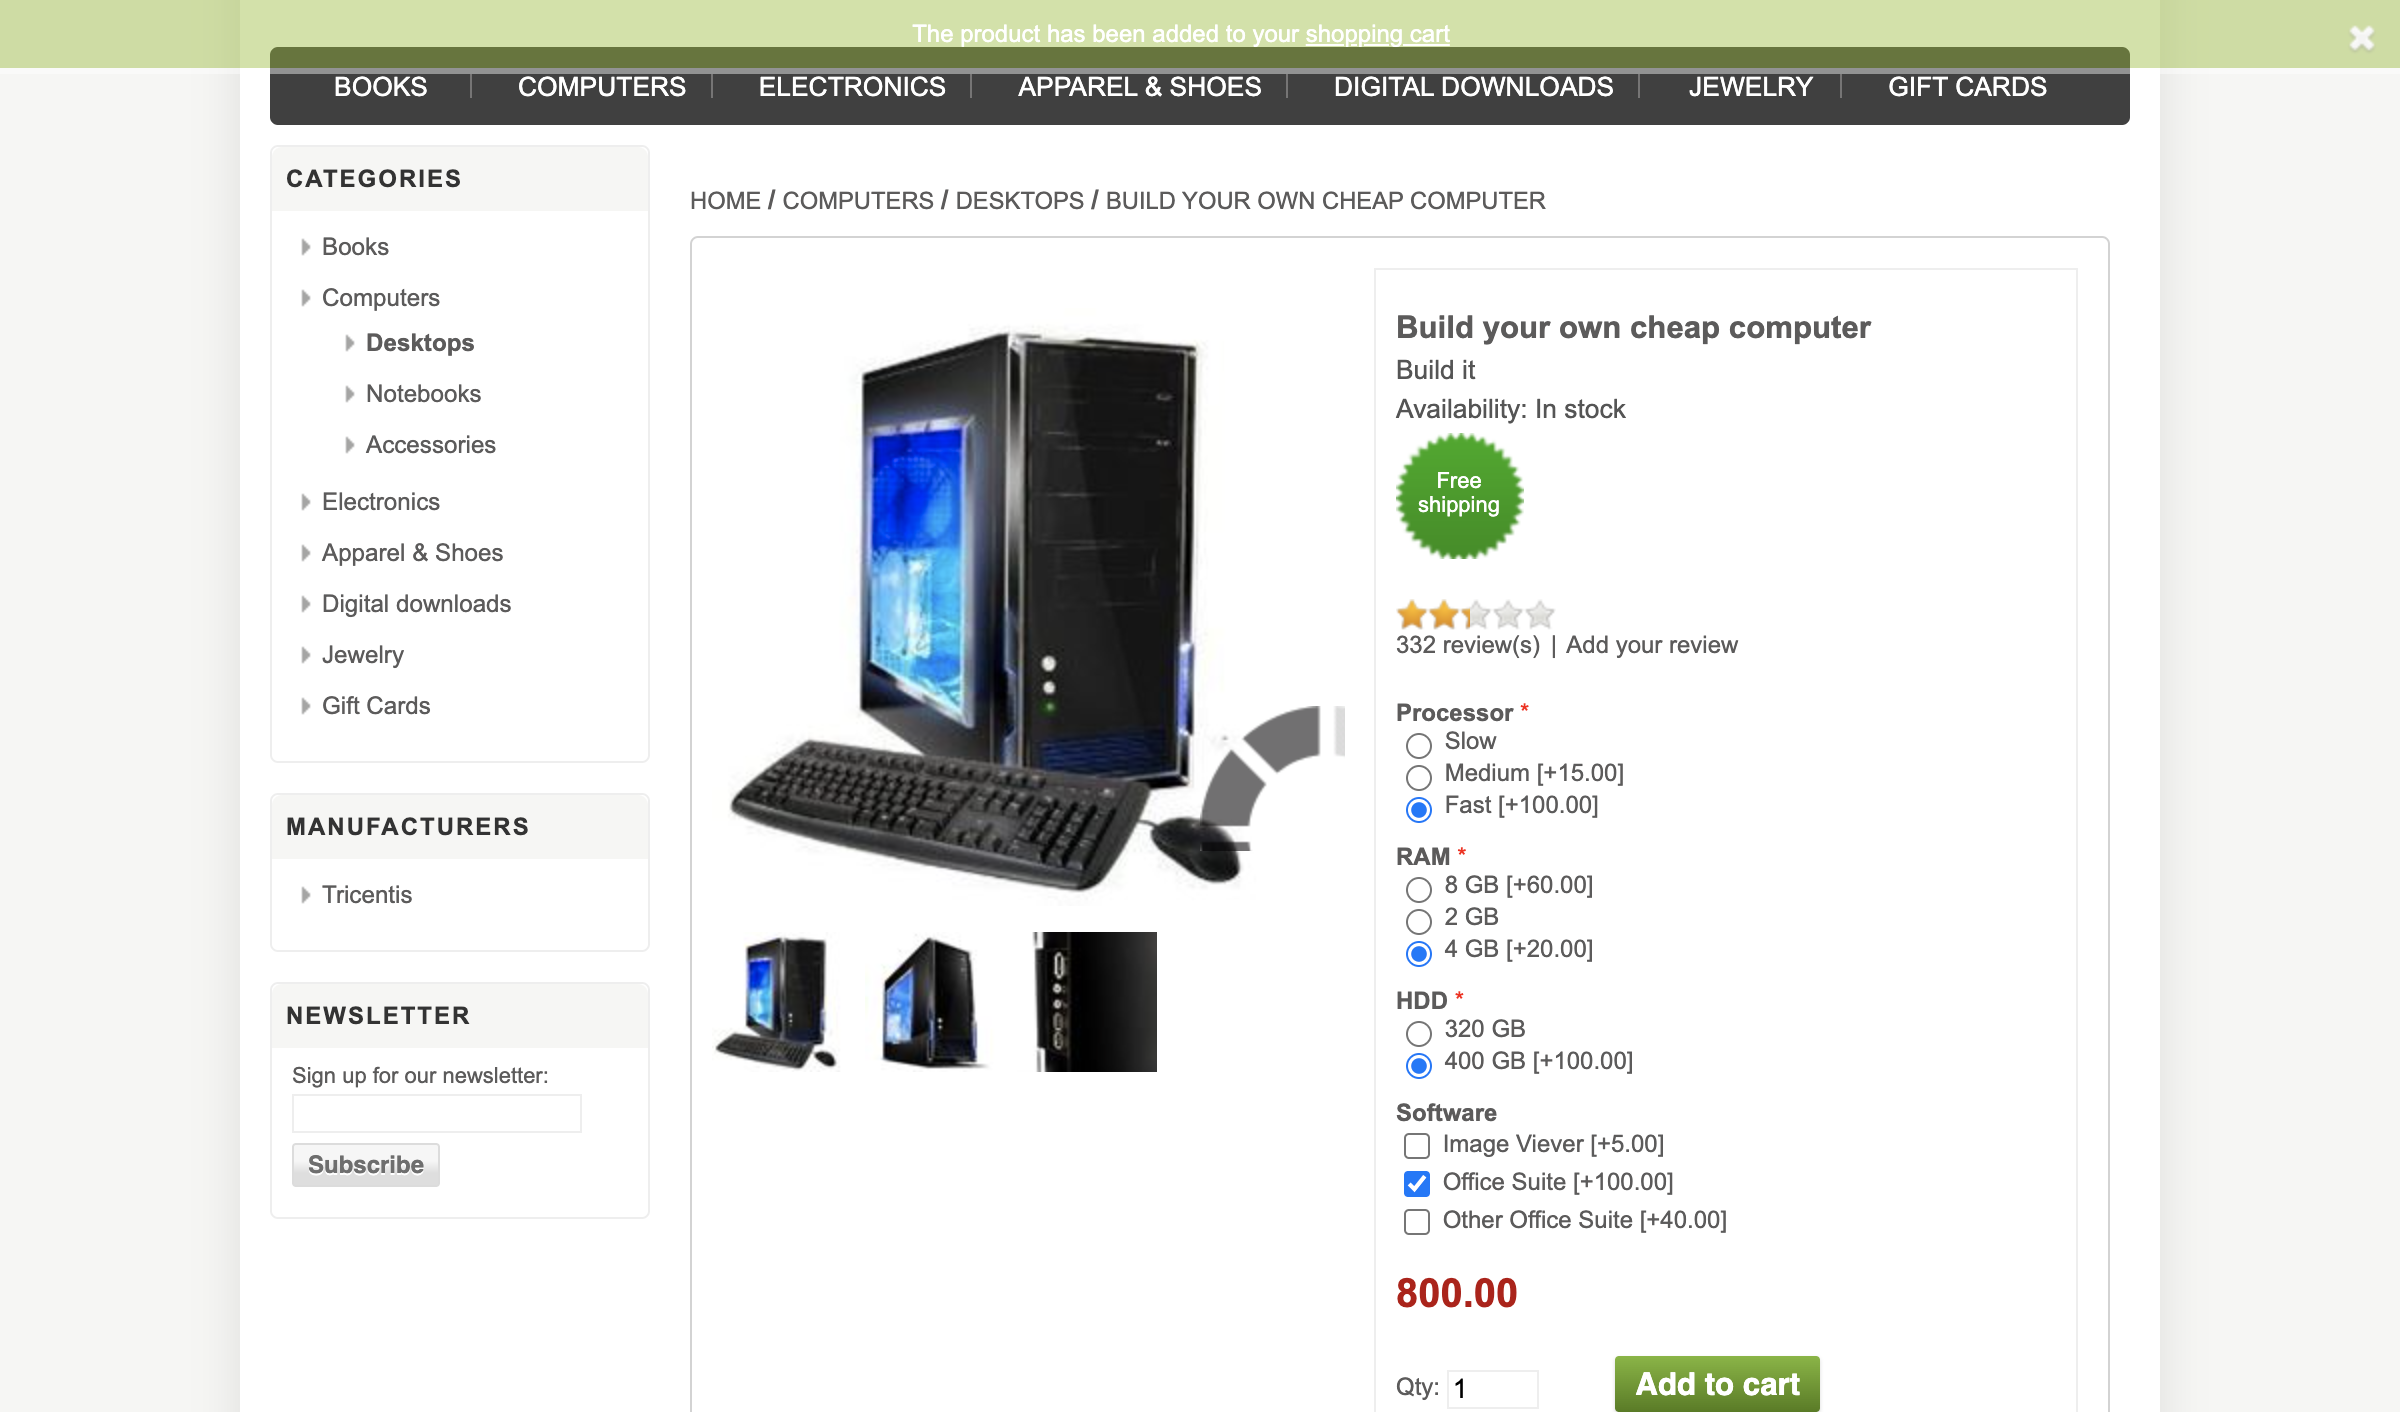 The product has been added to your shopping cart
BOOKS COMPUTERS ELECTRONICS APPAREL & SHOES DIGITAL DOWNLOADS JEWELRY GIFT CARDS
CATEGORIES
Books
Computers
Desktops
Notebooks
Accessories
Electronics
Apparel & Shoes
Digital downloads
Jewelry
Gift Cards
MANUFACTURERS
Tricentis
NEWSLETTER
Sign up for our newsletter:
Subscribe
HOME / COMPUTERS / DESKTOPS / BUILD YOUR OWN CHEAP COMPUTER
Build your own cheap computer
Build it
Availability: In stock
Free
shipping
332 review(s) | Add your review
Processor *
Slow
Medium [+15.00]
Fast [+100.00]
RAM *
8 GB [+60.00]
2 GB
4 GB [+20.00]
HDD *
320 GB
400 GB [+100.00]
Software
Image Viever [+5.00]
Office Suite [+100.00]
Other Office Suite [+40.00]
800.00
Qty: 1 Add to cart